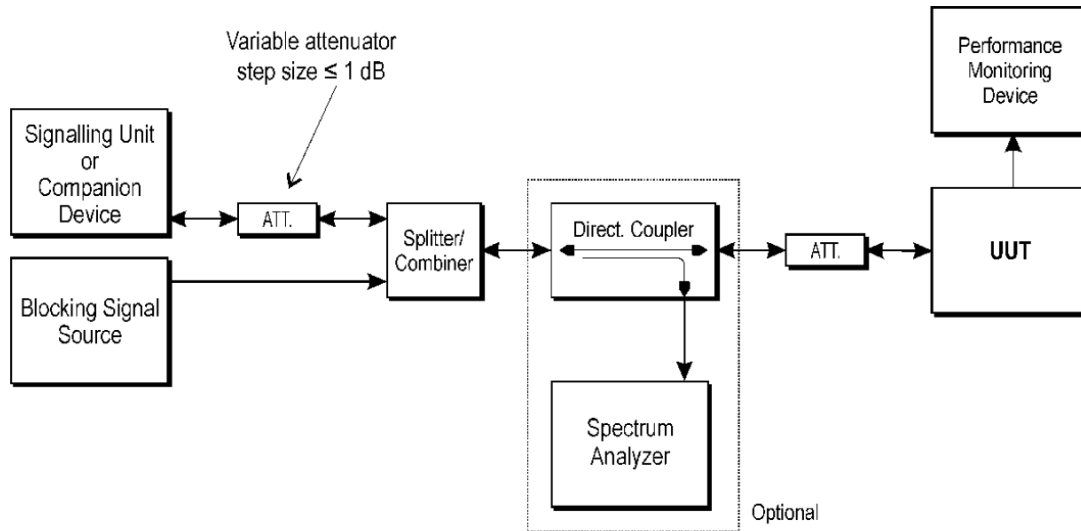 Variable attenuator
step size ≤ 1 dB
Performance
Monitoring
Device
Signalling Unit
or
Companion
Device
ATT.
Splitter/
Combiner
Direct. Coupler
ATT.
UUT
Blocking Signal
Source
Spectrum
Analyzer
Optional